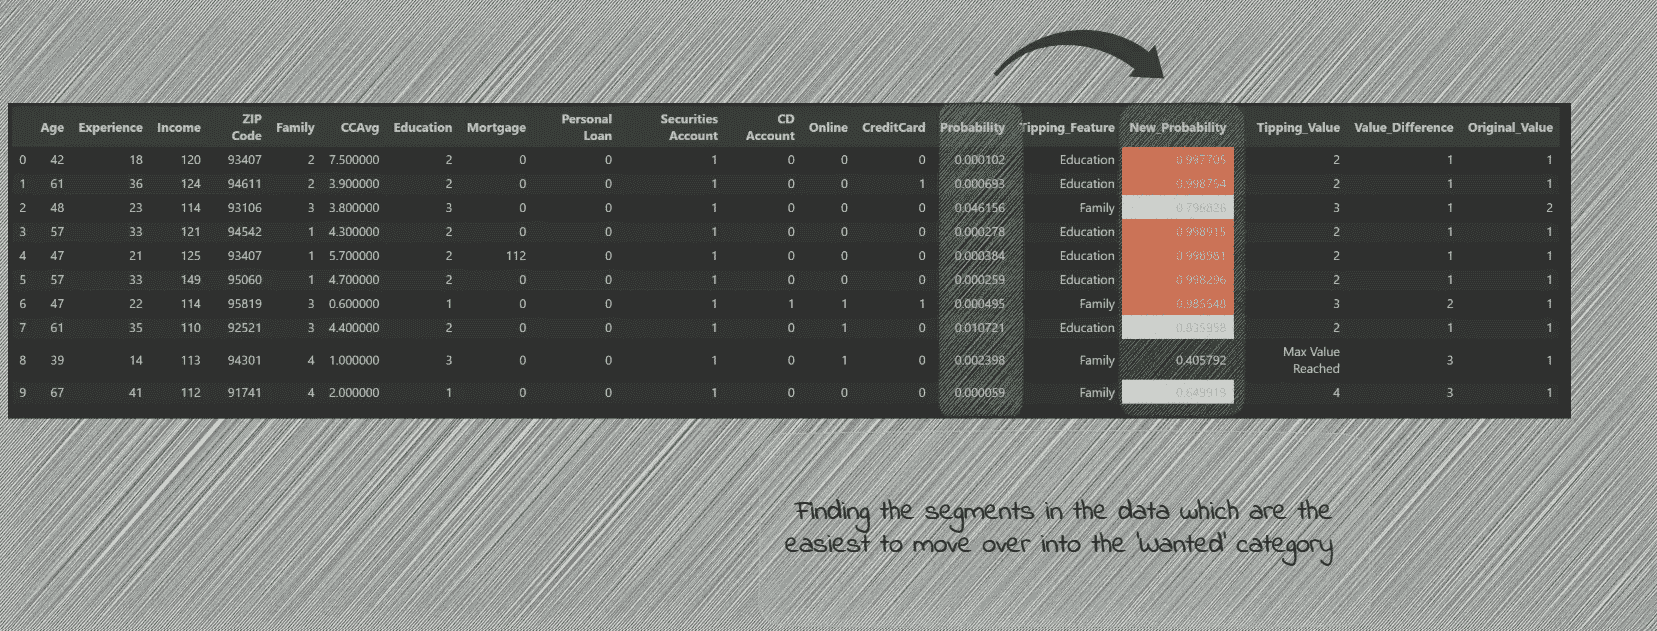 Age Experience Income ZIP Code Family CCAvg Education Mortgage Personal Loan Securities Account CD Account Online CreditCard Probability Tipping_Feature New_Probability Tipping_Value Value_Difference Original_Value
0 42 18 120 93407 2 7.500000 2 0 0 1 0 0 0 0.000102 Education 0.997705 2 1 1
1 61 36 124 94611 2 3.900000 2 0 0 1 0 0 1 0.000693 Education 0.998754 2 1 1
2 48 23 114 93106 3 3.800000 3 0 0 1 0 0 0 0.046156 Family 0.796826 3 1 2
3 57 33 121 94542 1 4.300000 2 0 0 1 0 0 0 0.000278 Education 0.998915 2 1 1
4 47 21 125 93407 1 5.700000 2 112 0 1 0 0 0 0.000384 Education 2 1 1
5 57 33 149 95060 1 4.700000 2 0 0 1 0 0 0 0.000259 Education 0.998296 2 1 1
6 47 22 114 95819 3 0.600000 1 0 0 1 1 1 1 0.000495 Family 3 2 1
7 61 35 110 92521 3 4.400000 2 0 0 1 0 1 0 0.010721 Education 2 1 1
8 39 14 113 94301 4 1.000000 3 0 0 1 0 1 0 0.002398 Family 0.405792 Max Value Reached 3 1
9 67 41 112 91741 4 2.000000 1 0 0 1 0 0 0 0.000059 Family 0.649919 4 3 1
Finding the segments in the data which are the
easiest to move over into the 'wanted' category